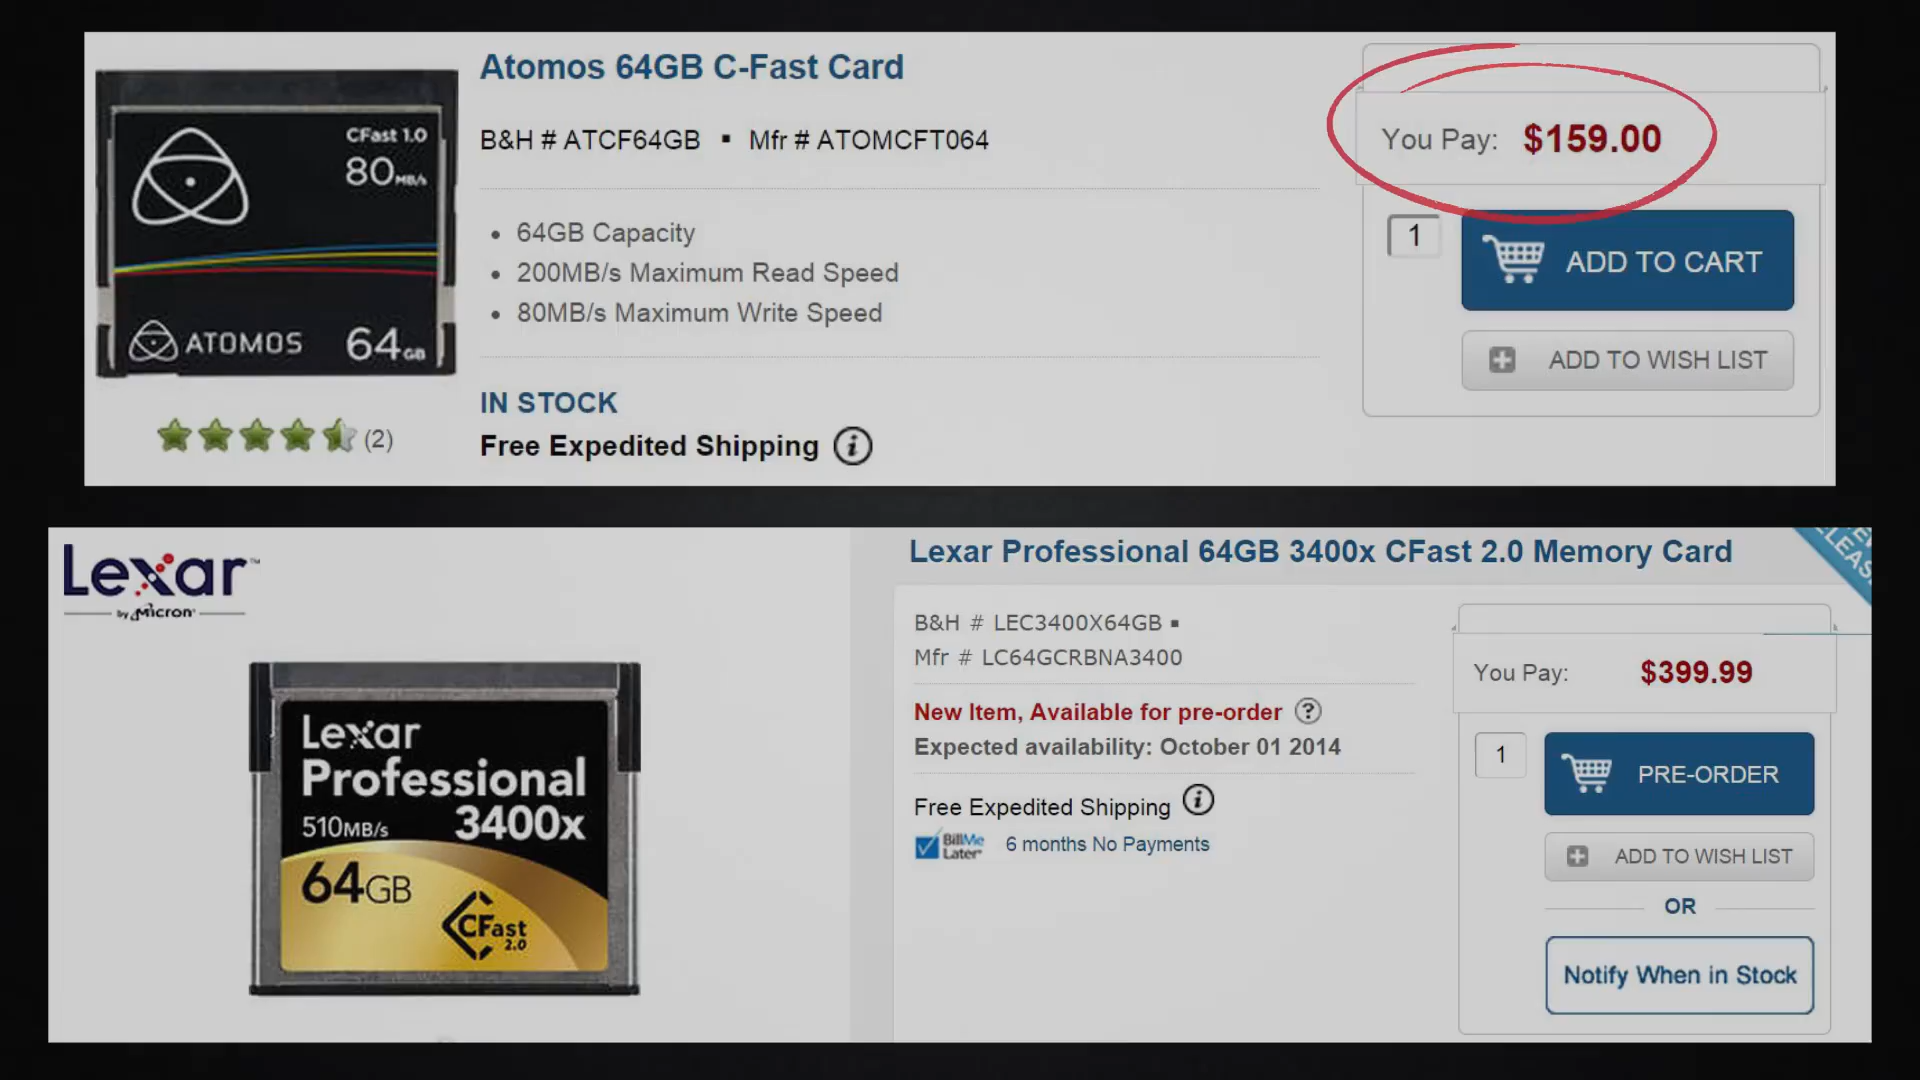 Atomos 64GB C-Fast Card
B&H # ATCF64GB ▪ Mfr # ATOMCFT064
CFast 1.0
80MB/s
ATOMOS 64GB
(2)
• 64GB Capacity
• 200MB/s Maximum Read Speed
• 80MB/s Maximum Write Speed
IN STOCK
Free Expedited Shipping
You Pay: $159.00
1
ADD TO CART
ADD TO WISH LIST
Lexar™
by Micron
Lexar
Professional
510MB/s 3400x
64GB
CFast
2.0
Lexar Professional 64GB 3400x CFast 2.0 Memory Card
B&H # LEC3400X64GB ▪
Mfr # LC64GCRBNA3400
New Item, Available for pre-order
Expected availability: October 01 2014
Free Expedited Shipping
BillMe
Later
6 months No Payments
You Pay: $399.99
1
PRE-ORDER
ADD TO WISH LIST
OR
Notify When in Stock